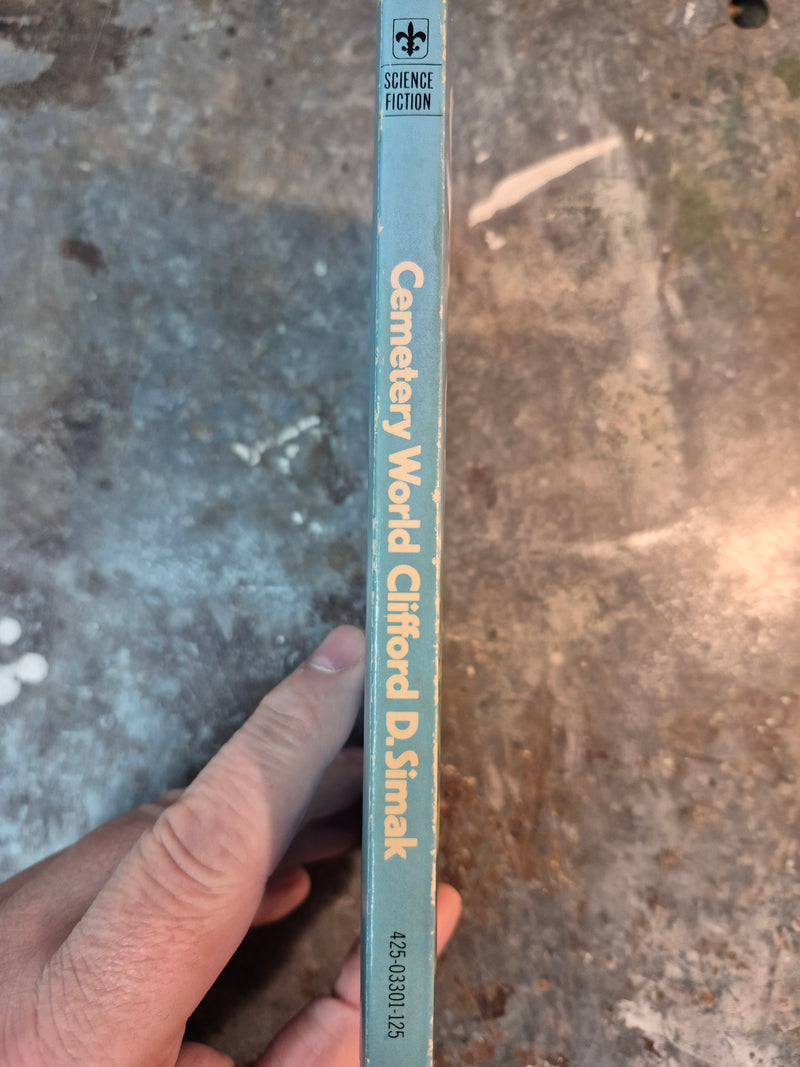 SCIENCE
FICTION
Cemetery World Clifford D. Simak
425-03301-125